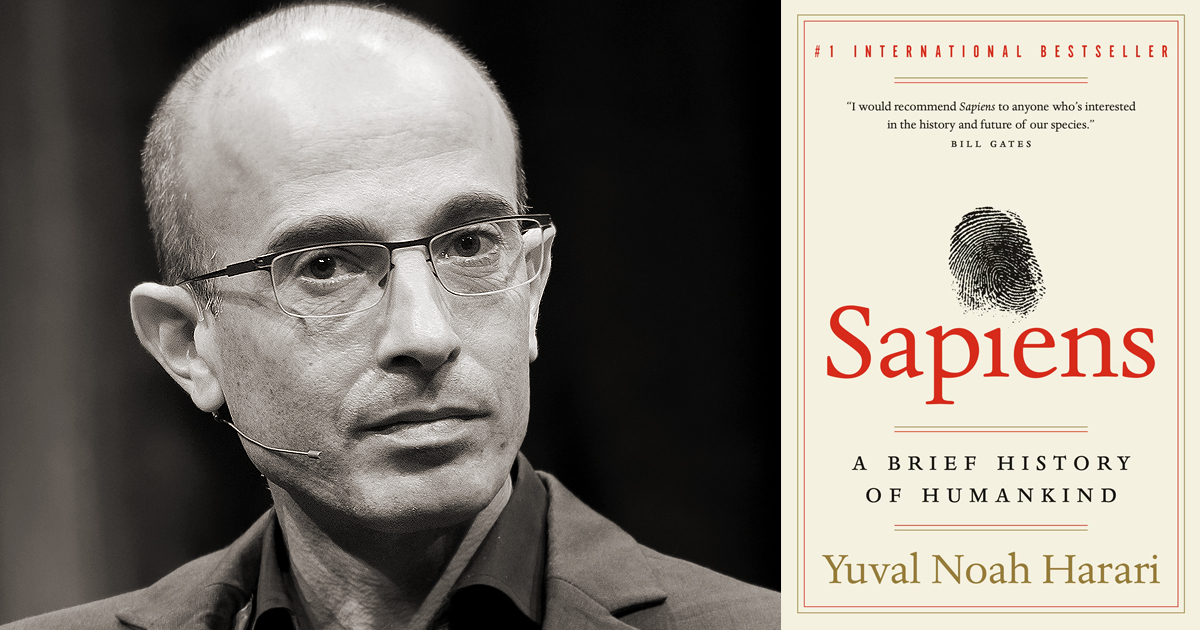 #1 INTERNATIONAL BESTSELLER
“I would recommend Sapiens to anyone who’s interested
in the history and future of our species.”
BILL GATES
Sapiens
A BRIEF HISTORY
OF HUMANKIND
Yuval Noah Harari